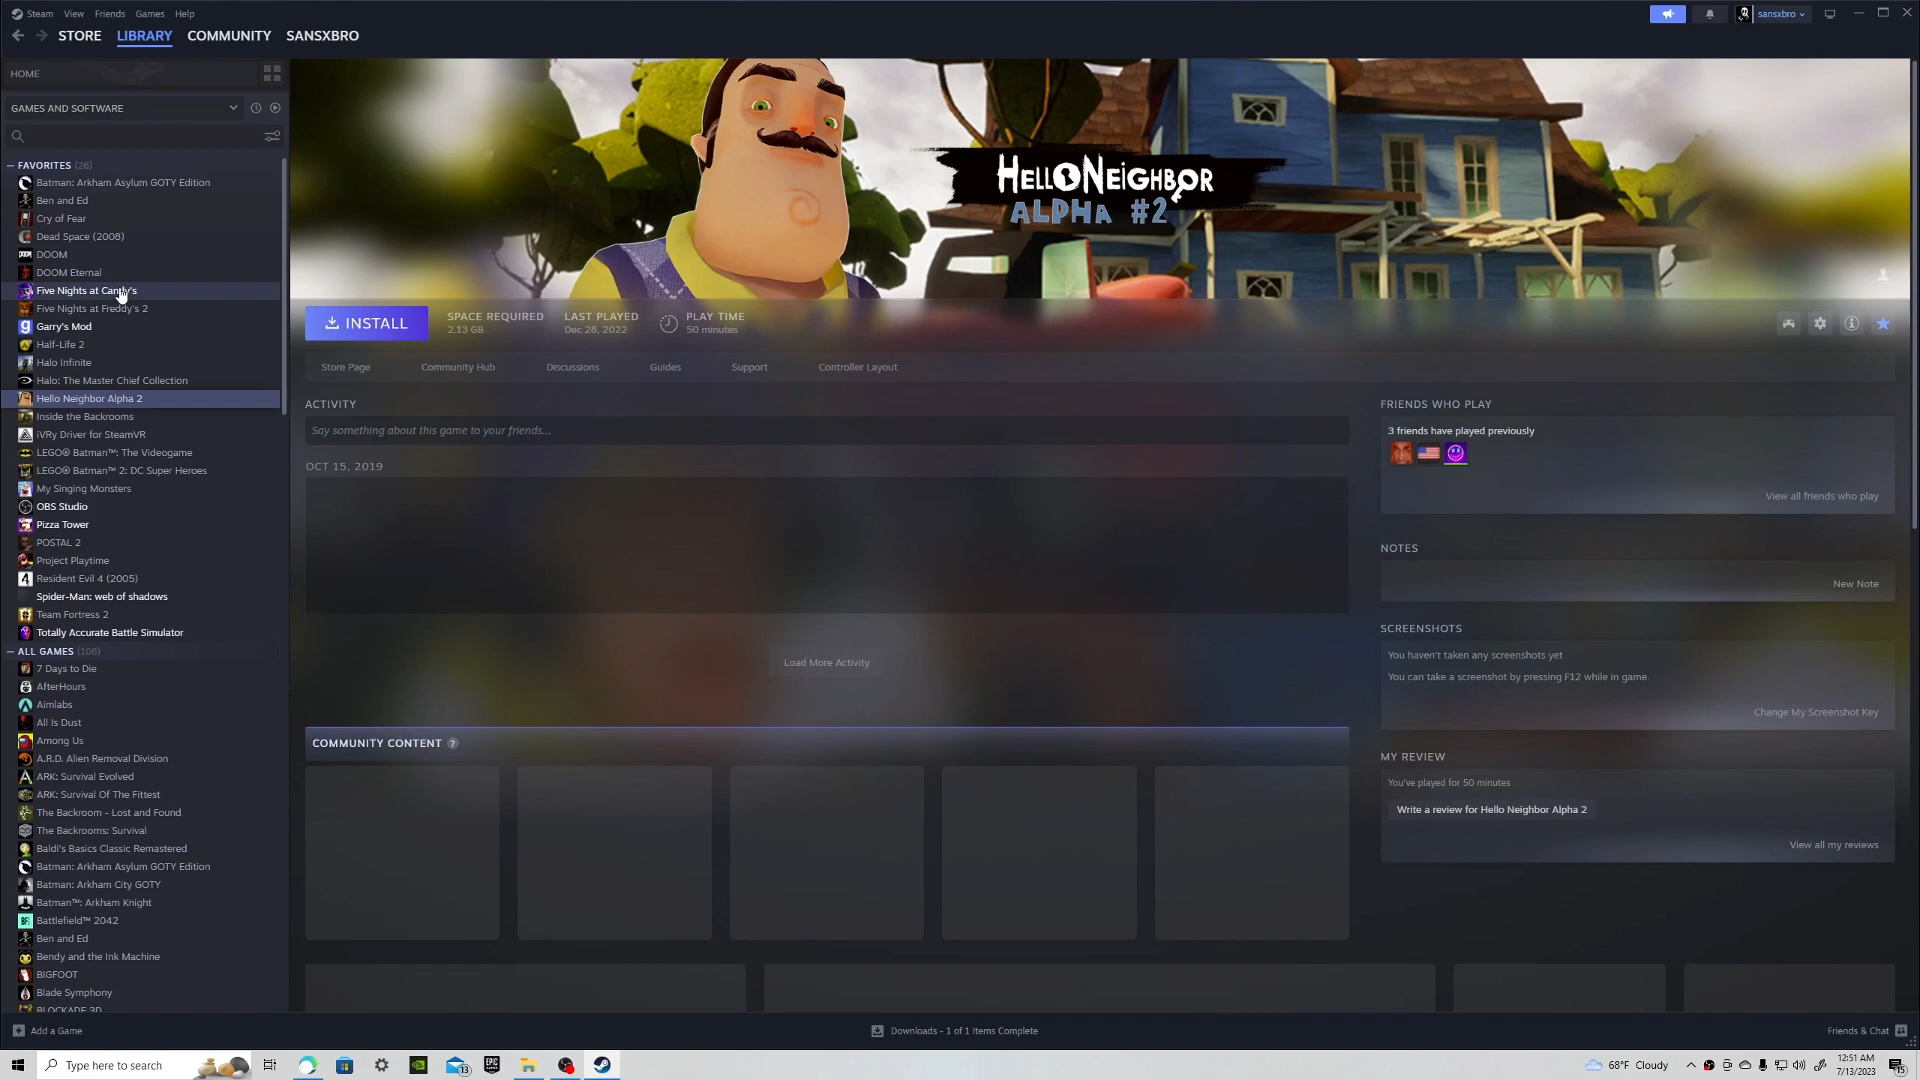 Steam View Friends Games Help
sansxbro
STORE LIBRARY COMMUNITY SANSXBRO
HOME
GAMES AND SOFTWARE
FAVORITES (26)
Batman: Arkham Asylum GOTY Edition
Ben and Ed
Cry of Fear
Dead Space (2008)
DOOM
DOOM Eternal
Five Nights at Candy's
Five Nights at Freddy's 2
Garry's Mod
Half-Life 2
Halo Infinite
Halo: The Master Chief Collection
Hello Neighbor Alpha 2
Inside the Backrooms
iVRy Driver for SteamVR
LEGO® Batman™: The Videogame
LEGO® Batman™ 2: DC Super Heroes
My Singing Monsters
OBS Studio
Pizza Tower
POSTAL 2
Project Playtime
Resident Evil 4 (2005)
Spider-Man: web of shadows
Team Fortress 2
Totally Accurate Battle Simulator
ALL GAMES (108)
7 Days to Die
AfterHours
Aimlabs
All Is Dust
Among Us
A.R.D. Alien Removal Division
ARK: Survival Evolved
ARK: Survival Of The Fittest
The Backroom - Lost and Found
The Backrooms: Survival
Baldi's Basics Classic Remastered
Batman: Arkham Asylum GOTY Edition
Batman: Arkham City GOTY
Batman™: Arkham Knight
Battlefield™ 2042
Ben and Ed
Bendy and the Ink Machine
BIGFOOT
Blade Symphony
BLOCKADE 3D
HELLO NEIGHBOR
ALPHA #2
INSTALL
SPACE REQUIRED
2.13 GB
LAST PLAYED
Dec 28, 2022
PLAY TIME
50 minutes
Store Page Community Hub Discussions Guides Support Controller Layout
ACTIVITY
Say something about this game to your friends...
OCT 15, 2019
Load More Activity
COMMUNITY CONTENT ?
FRIENDS WHO PLAY
3 friends have played previously
View all friends who play
NOTES
New Note
SCREENSHOTS
You haven't taken any screenshots yet
You can take a screenshot by pressing F12 while in game.
Change My Screenshot Key
MY REVIEW
You've played for 50 minutes
Write a review for Hello Neighbor Alpha 2
View all my reviews
Add a Game
Downloads - 1 of 1 Items Complete
Friends & Chat
Type here to search
13
EPIC GAMES
68°F Cloudy
12:51 AM
7/13/2023
15